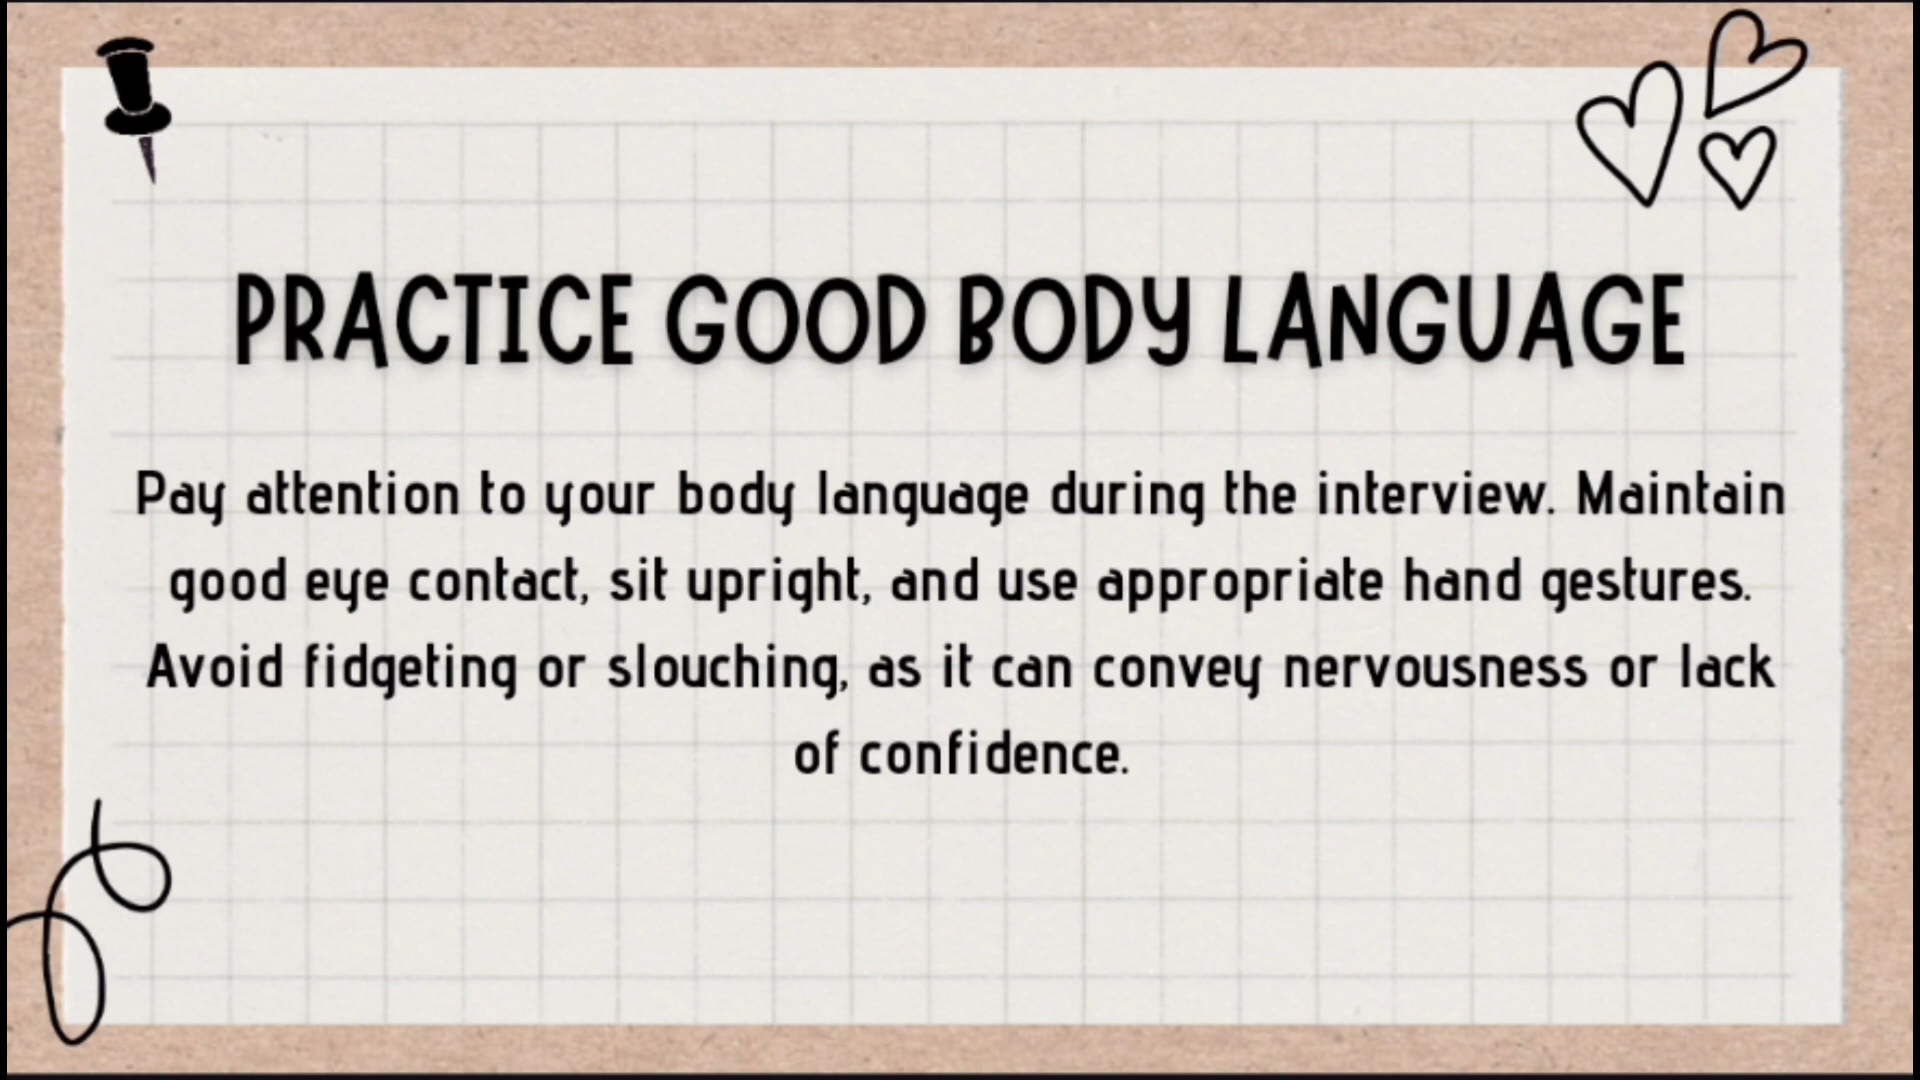 PRACTICE GOOD BODY LANGUAGE
Pay attention to your body language during the interview. Maintain
good eye contact, sit upright, and use appropriate hand gestures.
Avoid fidgeting or slouching, as it can convey nervousness or lack
of confidence.